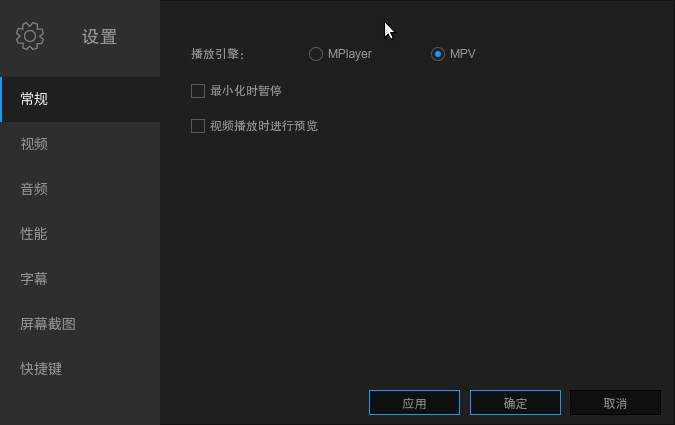 设置
常规
视频
音频
性能
字幕
屏幕截图
快捷键
播放引擎： MPlayer MPV
最小化时暂停
视频播放时进行预览
应用 确定 取消